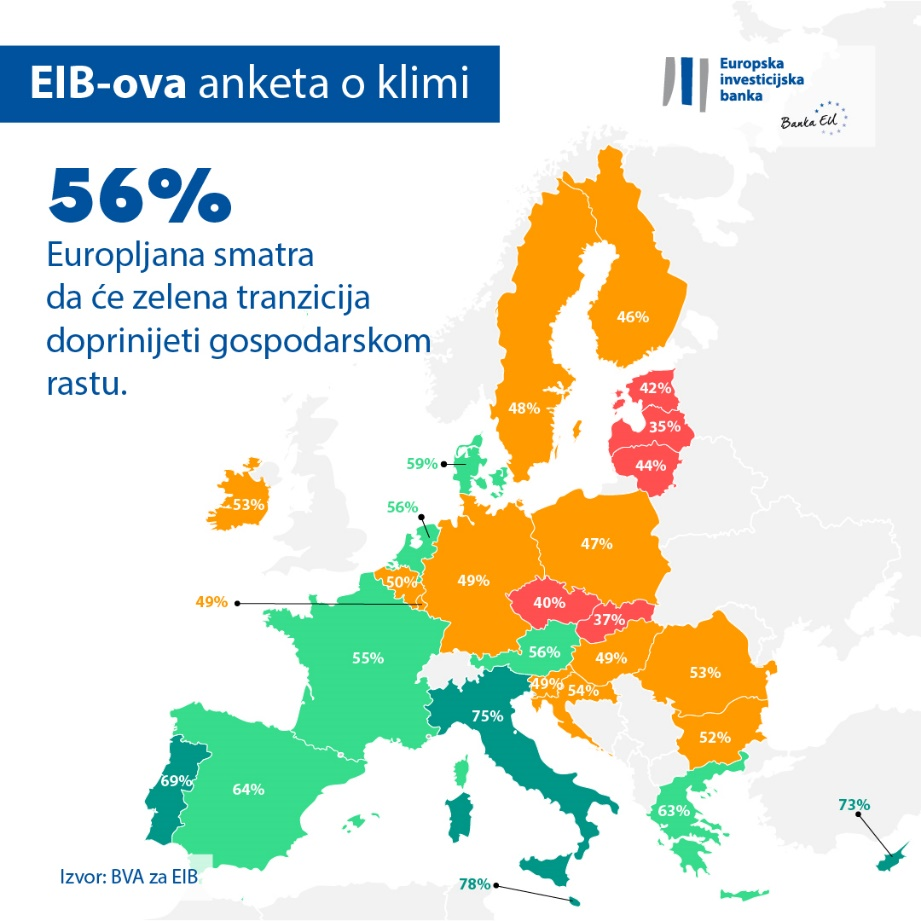 EIB-ova anketa o klimi
Europska
investicijska
banka
Banka EU
56%
Europljana smatra
da će zelena tranzicija
doprinijeti gospodarskom
rastu.
46%
42%
35%
44%
48%
59%
56%
53%
47%
50%
49%
49%
40%
37%
55%
56%
49%
53%
49%
54%
75%
52%
69%
64%
63%
73%
78%
Izvor: BVA za EIB